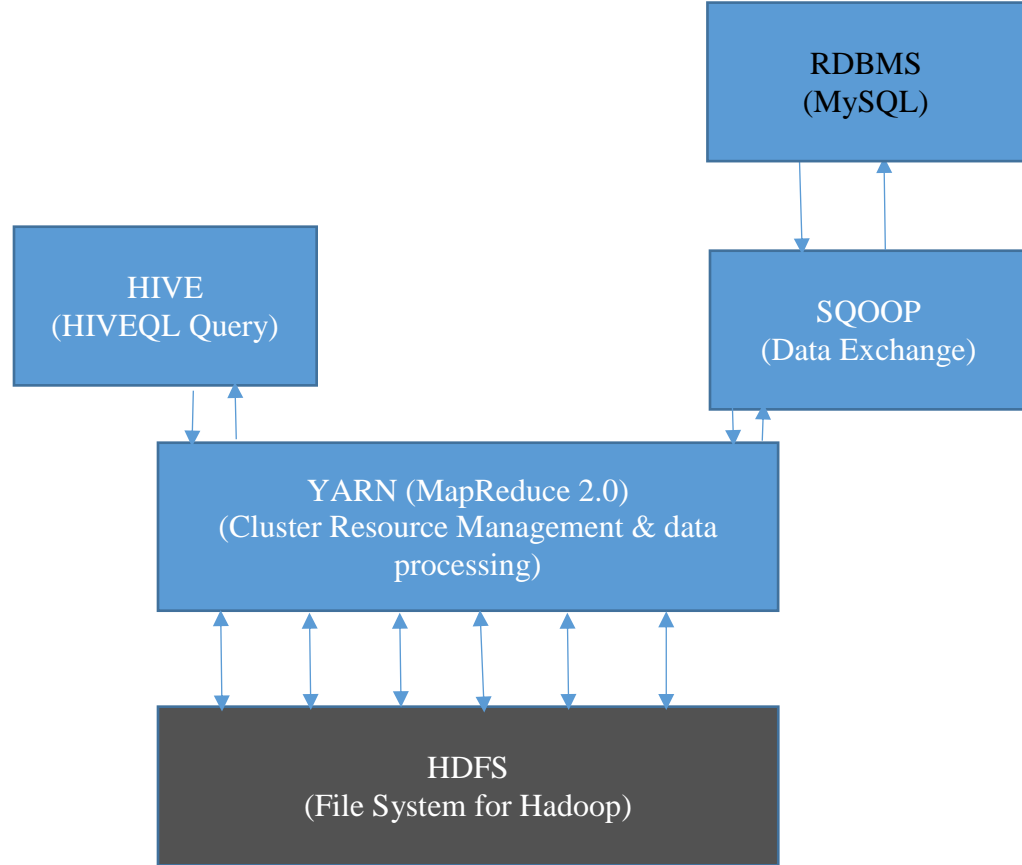 RDBMS
(MySQL)
HIVE
(HIVEQL Query)
SQOOP
(Data Exchange)
YARN (MapReduce 2.0)
(Cluster Resource Management & data
processing)
HDFS
(File System for Hadoop)